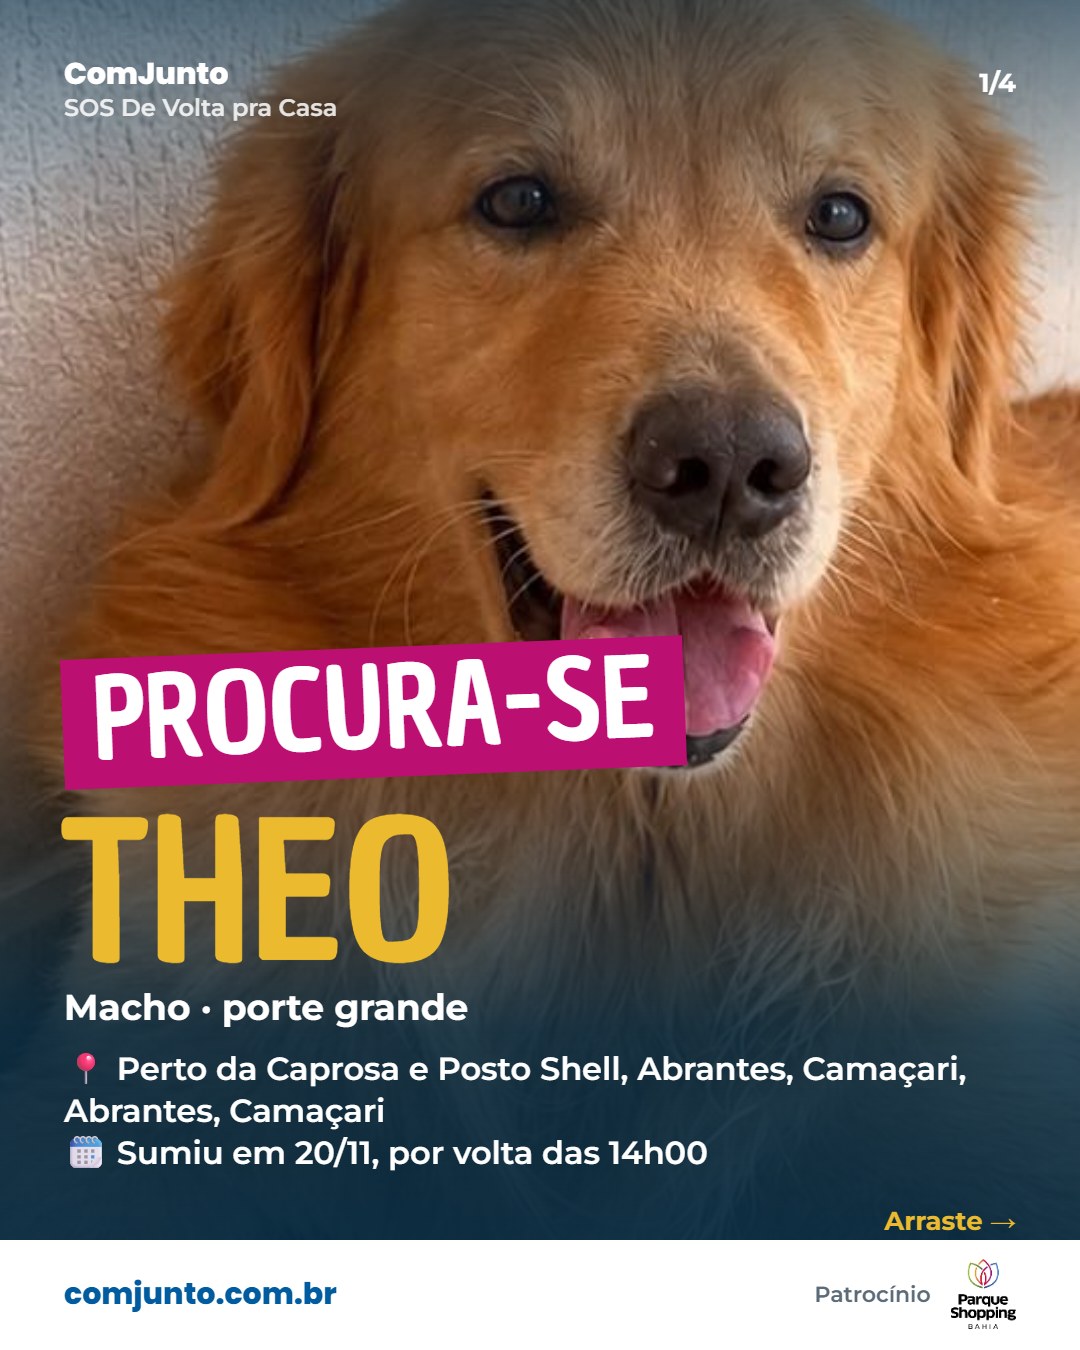 ComJunto
SOS De Volta pra Casa
1/4
PROCURA-SE
THEO
Macho • porte grande
📍 Perto da Caprosa e Posto Shell, Abrantes, Camaçari,
Abrantes, Camaçari
🗓️ Sumiu em 20/11, por volta das 14h00
Arraste →
comjunto.com.br
Patrocínio
Parque
Shopping
BAHIA